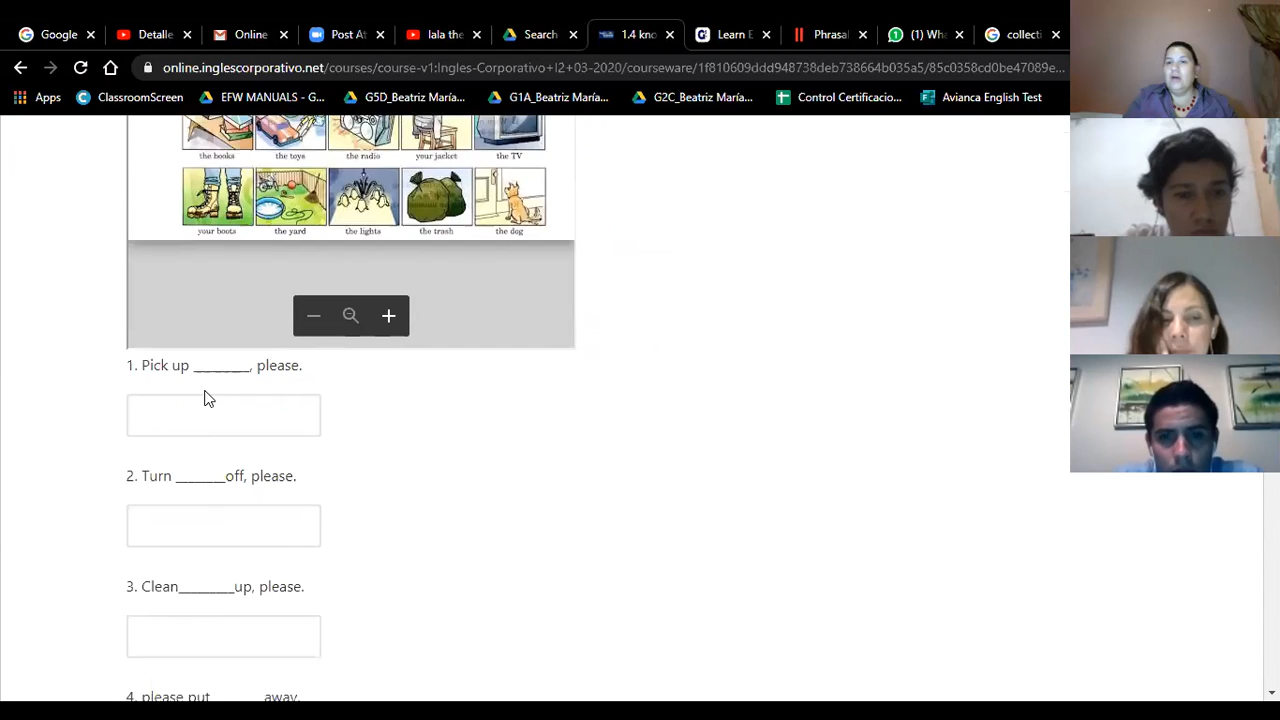 Google
Detalle
Online
Post At
lala the
Search
1.4 kno
Learn E
Phrasal
(1) Wha
collecti
online.inglescorporativo.net/courses/course-v1:Ingles-Corporativo+I2+03-2020/courseware/1f810609ddd948738deb738664b035a5/85c0358cd0be47089e...
Apps
ClassroomScreen
EFW MANUALS - G...
G5D_Beatriz María...
G1A_Beatriz María...
G2C_Beatriz María...
Control Certificacio...
Avianca English Test
the books
the toys
the radio
your jacket
the TV
your boots
the yard
the lights
the trash
the dog
1. Pick up ________, please.
2. Turn _______off, please.
3. Clean________up, please.
4. please put _______ away.